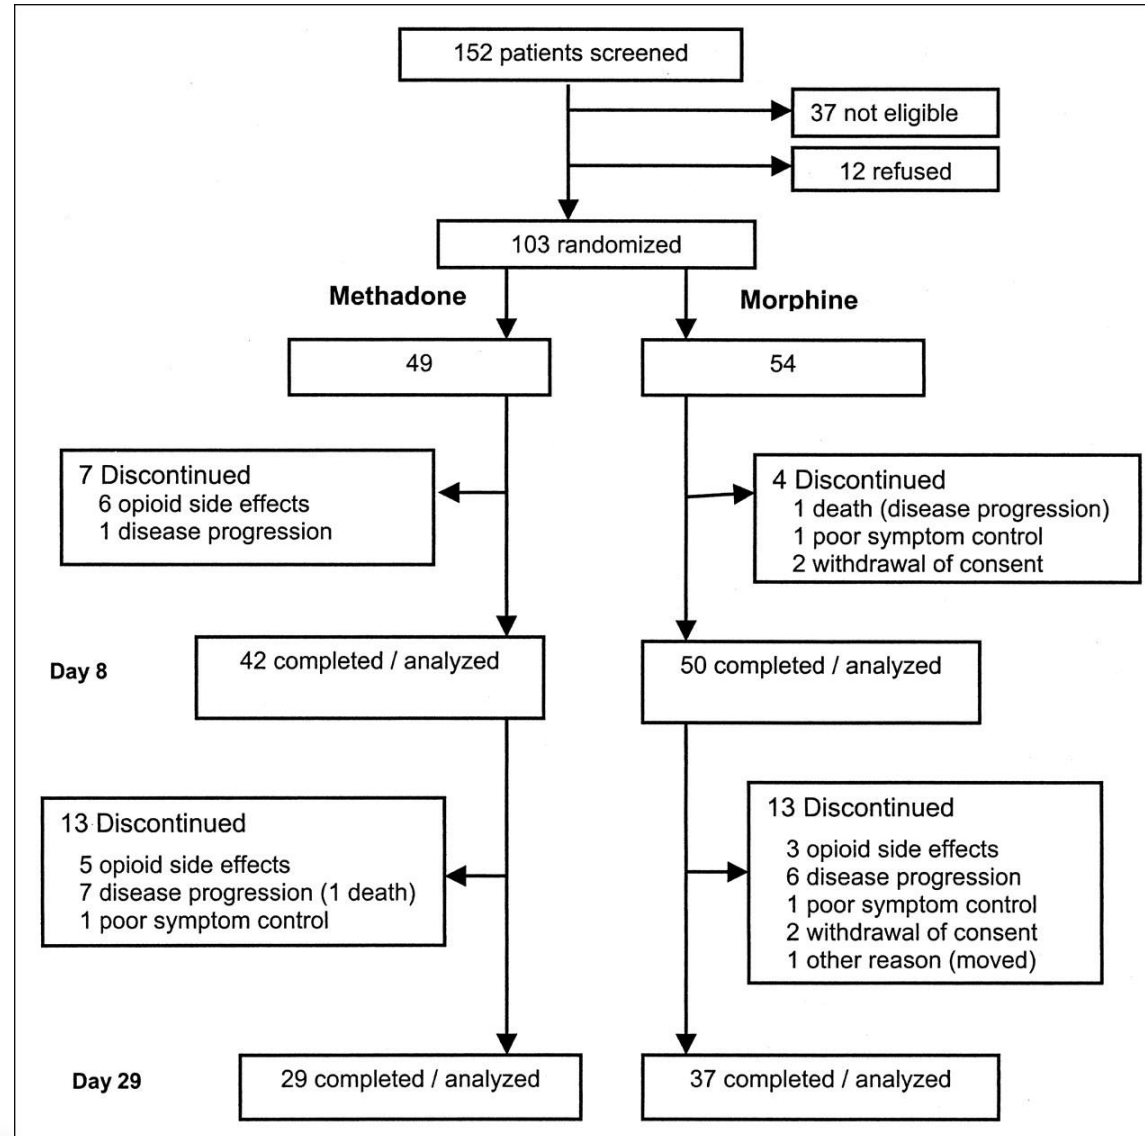 152 patients screened
37 not eligible
12 refused
103 randomized
Methadone
Morphine
49
54
7 Discontinued
6 opioid side effects
1 disease progression
4 Discontinued
1 death (disease progression)
1 poor symptom control
2 withdrawal of consent
Day 8
42 completed / analyzed
50 completed / analyzed
13 Discontinued
5 opioid side effects
7 disease progression (1 death)
1 poor symptom control
13 Discontinued
3 opioid side effects
6 disease progression
1 poor symptom control
2 withdrawal of consent
1 other reason (moved)
Day 29
29 completed / analyzed
37 completed / analyzed